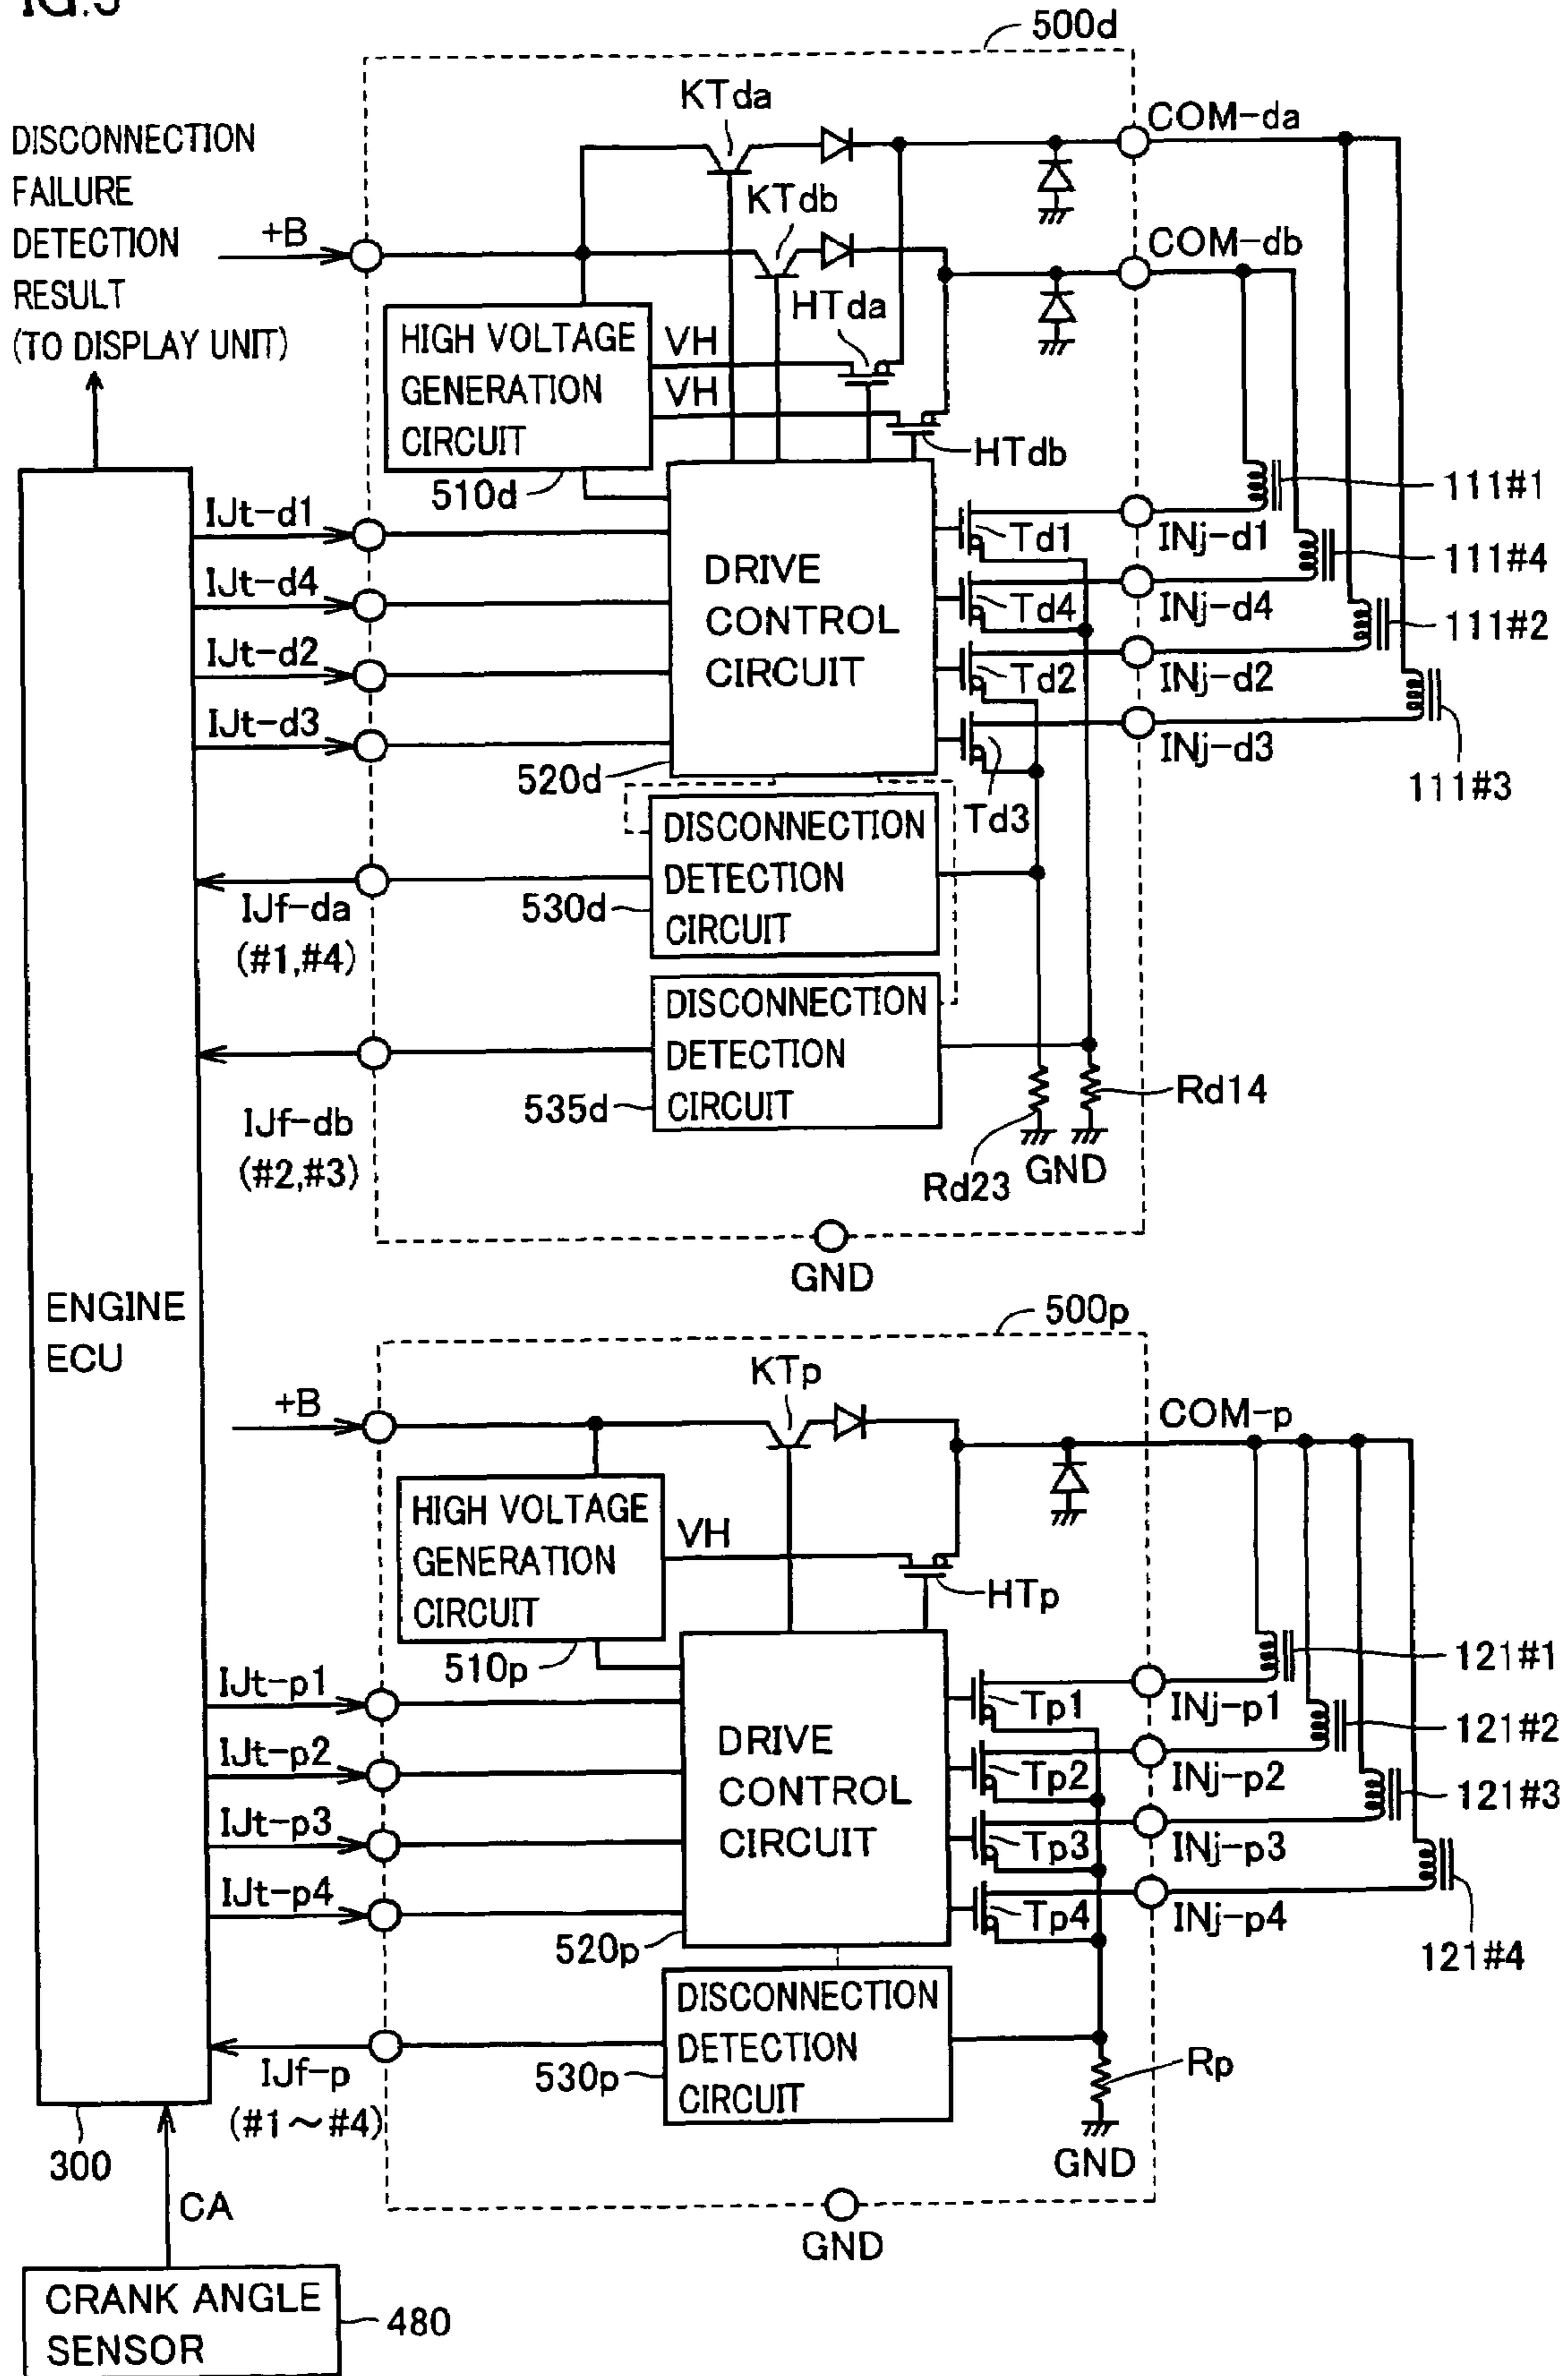 IG.5
500d
KTda
COM-da
DISCONNECTION
FAILURE
DETECTION
RESULT
(TO DISPLAY UNIT)
+B
KTdb
COM-db
HTda
HIGH VOLTAGE
GENERATION
CIRCUIT
VH
VH
HTdb
510d
111#1
IJt-d1
Td1
INj-d1
111#4
IJt-d4
DRIVE
CONTROL
CIRCUIT
Td4
INj-d4
111#2
IJt-d2
Td2
INj-d2
IJt-d3
INj-d3
520d
111#3
Td3
DISCONNECTION
DETECTION
CIRCUIT
530d
IJf-da
(#1,#4)
DISCONNECTION
DETECTION
CIRCUIT
535d
Rd14
IJf-db
(#2,#3)
Rd23
GND
GND
ENGINE
ECU
500p
KTp
+B
COM-p
HIGH VOLTAGE
GENERATION
CIRCUIT
VH
HTp
510p
121#1
IJt-p1
Tp1
INj-p1
121#2
IJt-p2
DRIVE
CONTROL
CIRCUIT
Tp2
INj-p2
121#3
IJt-p3
Tp3
INj-p3
IJt-p4
Tp4
INj-p4
520p
121#4
DISCONNECTION
DETECTION
CIRCUIT
530p
IJf-p
(#1~#4)
Rp
GND
300
CA
GND
CRANK ANGLE
SENSOR
480